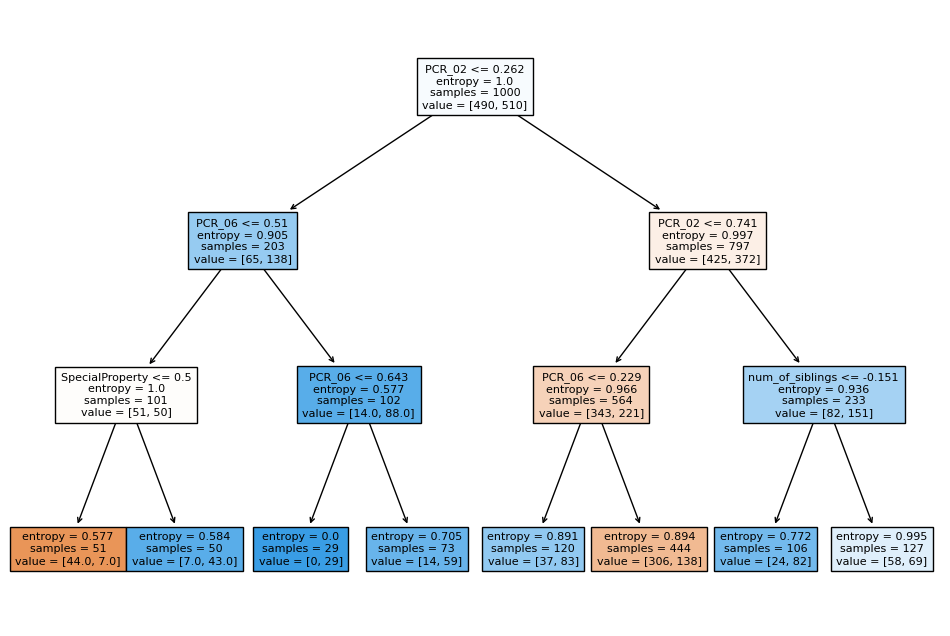 PCR_02 <= 0.262
entropy = 1.0
samples = 1000
value = [490, 510]
PCR_06 <= 0.51
entropy = 0.905
samples = 203
value = [65, 138]
PCR_02 <= 0.741
entropy = 0.997
samples = 797
value = [425, 372]
SpecialProperty <= 0.5
entropy = 1.0
samples = 101
value = [51, 50]
PCR_06 <= 0.643
entropy = 0.577
samples = 102
value = [14.0, 88.0]
PCR_06 <= 0.229
entropy = 0.966
samples = 564
value = [343, 221]
num_of_siblings <= -0.151
entropy = 0.936
samples = 233
value = [82, 151]
entropy = 0.577
samples = 51
value = [44.0, 7.0]
entropy = 0.584
samples = 50
value = [7.0, 43.0]
entropy = 0.0
samples = 29
value = [0, 29]
entropy = 0.705
samples = 73
value = [14, 59]
entropy = 0.891
samples = 120
value = [37, 83]
entropy = 0.894
samples = 444
value = [306, 138]
entropy = 0.772
samples = 106
value = [24, 82]
entropy = 0.995
samples = 127
value = [58, 69]